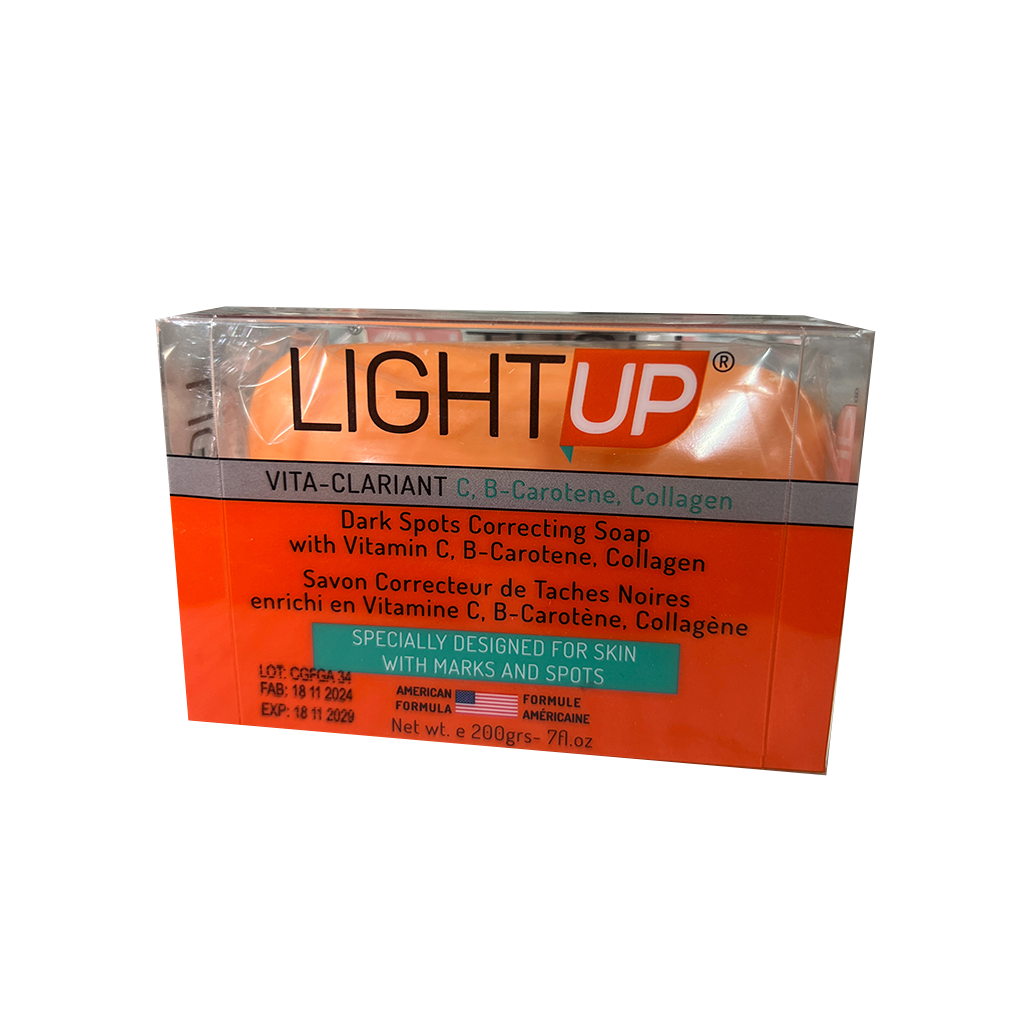 LIGHTUP®
VITA-CLARIANT C, B-Carotene, Collagen
Dark Spots Correcting Soap
with Vitamin C, B-Carotene, Collagen
Savon Correcteur de Taches Noires
enrichi en Vitamine C, B-Carotène, Collagène
SPECIALLY DESIGNED FOR SKIN
WITH MARKS AND SPOTS
LOT: CGFGA 34
FAB: 18 11 2024
EXP: 18 11 2029
AMERICAN
FORMULA
FORMULE
AMÉRICAINE
Net wt. e 200grs- 7fl.oz